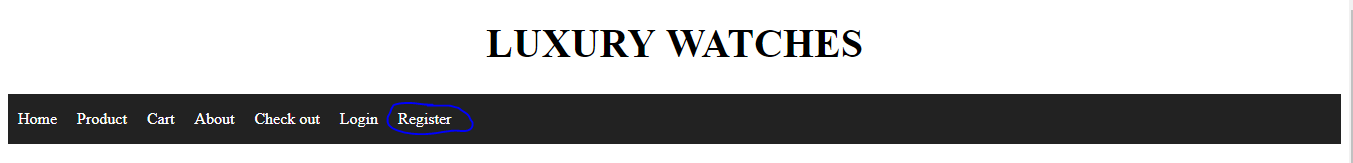 LUXURY WATCHES
Home Product Cart About Check out Login Register